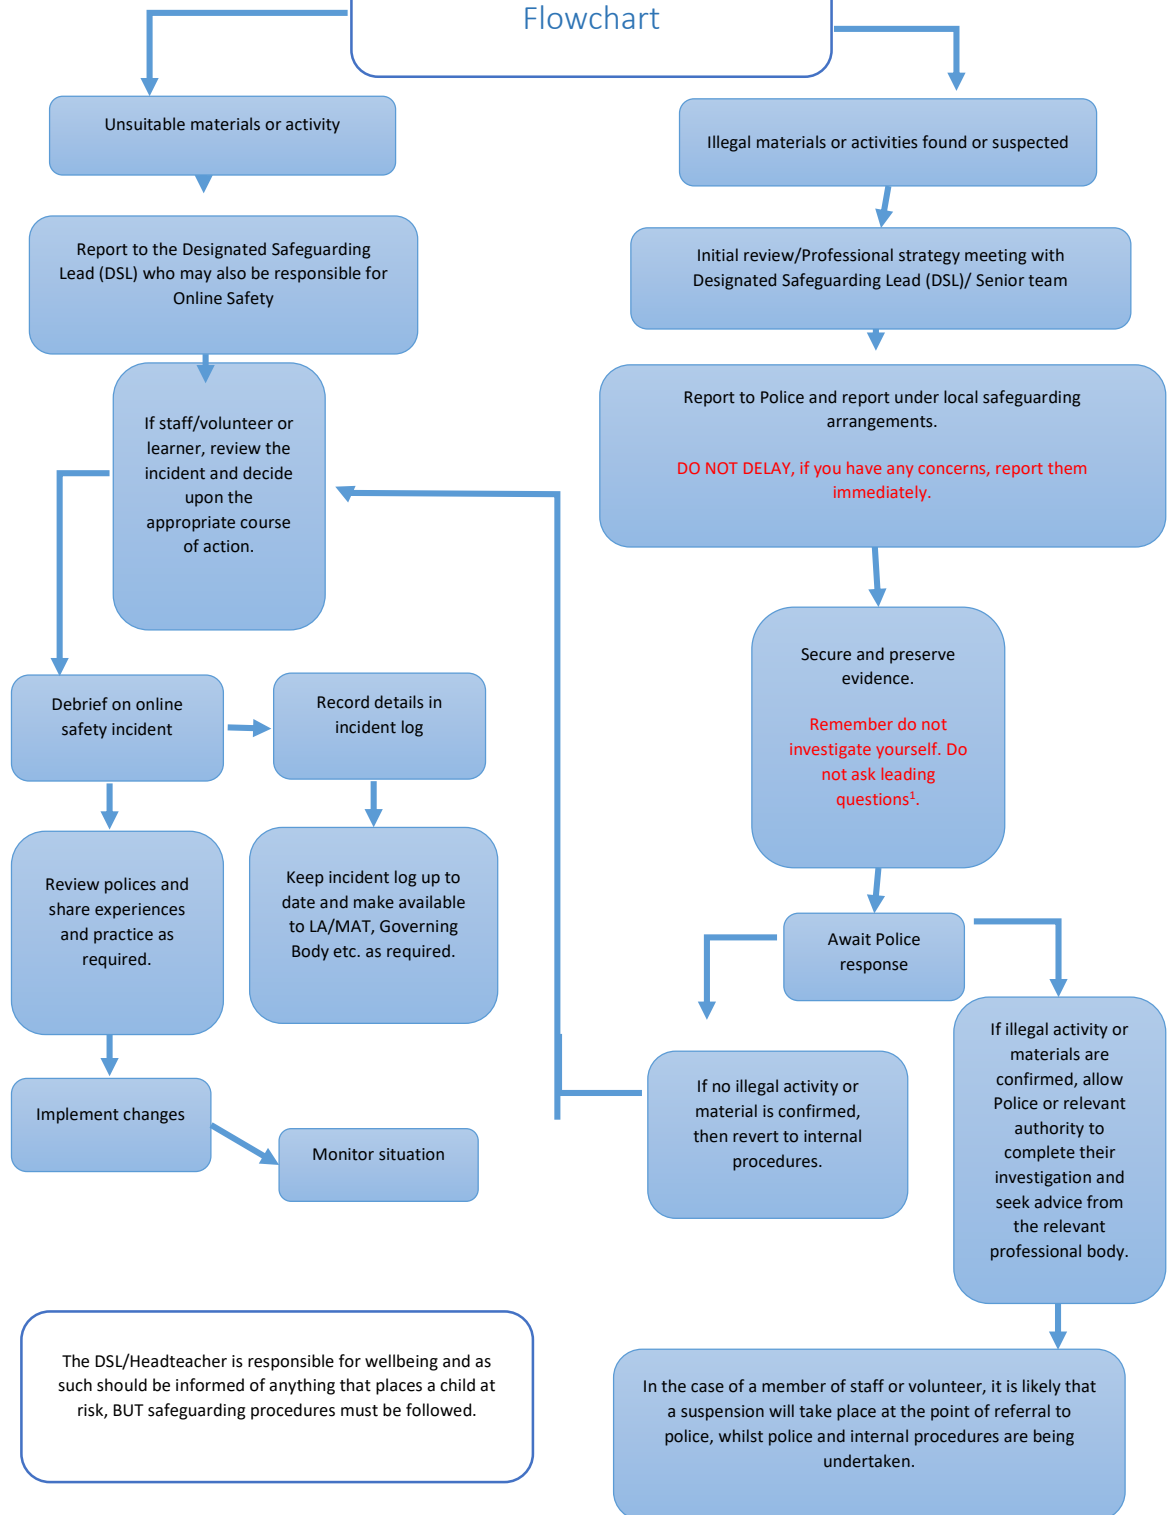 Flowchart
Unsuitable materials or activity
Illegal materials or activities found or suspected
Report to the Designated Safeguarding
Lead (DSL) who may also be responsible for
Online Safety
Initial review/Professional strategy meeting with
Designated Safeguarding Lead (DSL)/ Senior team
If staff/volunteer or
learner, review the
incident and decide
upon the
appropriate course
of action.
Report to Police and report under local safeguarding
arrangements.
DO NOT DELAY, if you have any concerns, report them
immediately.
Secure and preserve
evidence.
Remember do not
investigate yourself. Do
not ask leading
questions¹.
Debrief on online
safety incident
Record details in
incident log
Review polices and
share experiences
and practice as
required.
Keep incident log up to
date and make available
to LA/MAT, Governing
Body etc. as required.
Await Police
response
Implement changes
Monitor situation
If no illegal activity or
material is confirmed,
then revert to internal
procedures.
If illegal activity or
materials are
confirmed, allow
Police or relevant
authority to
complete their
investigation and
seek advice from
the relevant
professional body.
The DSL/Headteacher is responsible for wellbeing and as
such should be informed of anything that places a child at
risk, BUT safeguarding procedures must be followed.
In the case of a member of staff or volunteer, it is likely that
a suspension will take place at the point of referral to
police, whilst police and internal procedures are being
undertaken.